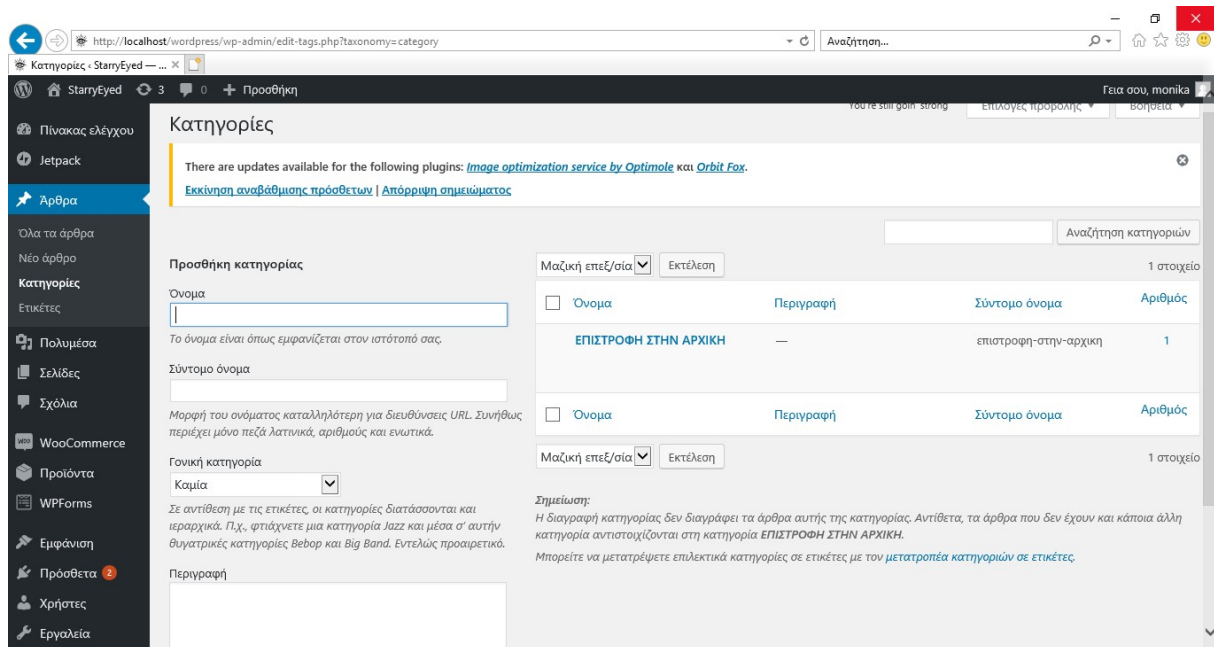 http://localhost/wordpress/wp-admin/edit-tags.php?taxonomy=category
Αναζήτηση...
Κατηγορίες ‹ StarryEyed — ...
StarryEyed 3 0 Προσθήκη
Γεια σου, monika
You're still goin' strong
Επιλογές προβολής
Βοήθεια
Πίνακας ελέγχου
Jetpack
Άρθρα
Όλα τα άρθρα
Νέο άρθρο
Κατηγορίες
Ετικέτες
Πολυμέσα
Σελίδες
Σχόλια
WooCommerce
Προϊόντα
WPForms
Εμφάνιση
Πρόσθετα 2
Χρήστες
Εργαλεία
Κατηγορίες
There are updates available for the following plugins: Image optimization service by Optimole και Orbit Fox.
Εκκίνηση αναβάθμισης πρόσθετων | Απόρριψη σημειώματος
Αναζήτηση κατηγοριών
Προσθήκη κατηγορίας
Όνομα
Το όνομα είναι όπως εμφανίζεται στον ιστότοπό σας.
Σύντομο όνομα
Μορφή του ονόματος καταλληλότερη για διευθύνσεις URL. Συνήθως
περιέχει μόνο πεζά λατινικά, αριθμούς και ενωτικά.
Γονική κατηγορία
Καμία
Σε αντίθεση με τις ετικέτες, οι κατηγορίες διατάσσονται και
ιεραρχικά. Π.χ., φτιάχνετε μια κατηγορία Jazz και μέσα σ' αυτήν
θυγατρικές κατηγορίες Bebop και Big Band. Εντελώς προαιρετικό.
Περιγραφή
Μαζική επεξ/σία Εκτέλεση 1 στοιχείο
Όνομα Περιγραφή Σύντομο όνομα Αριθμός
ΕΠΙΣΤΡΟΦΗ ΣΤΗΝ ΑΡΧΙΚΗ — επιστροφη-στην-αρχικη 1
Όνομα Περιγραφή Σύντομο όνομα Αριθμός
Μαζική επεξ/σία Εκτέλεση 1 στοιχείο
Σημείωση:
Η διαγραφή κατηγορίας δεν διαγράφει τα άρθρα αυτής της κατηγορίας. Αντίθετα, τα άρθρα που δεν έχουν και κάποια άλλη
κατηγορία αντιστοιχίζονται στη κατηγορία ΕΠΙΣΤΡΟΦΗ ΣΤΗΝ ΑΡΧΙΚΗ.
Μπορείτε να μετατρέψετε επιλεκτικά κατηγορίες σε ετικέτες με τον μετατροπέα κατηγοριών σε ετικέτες.